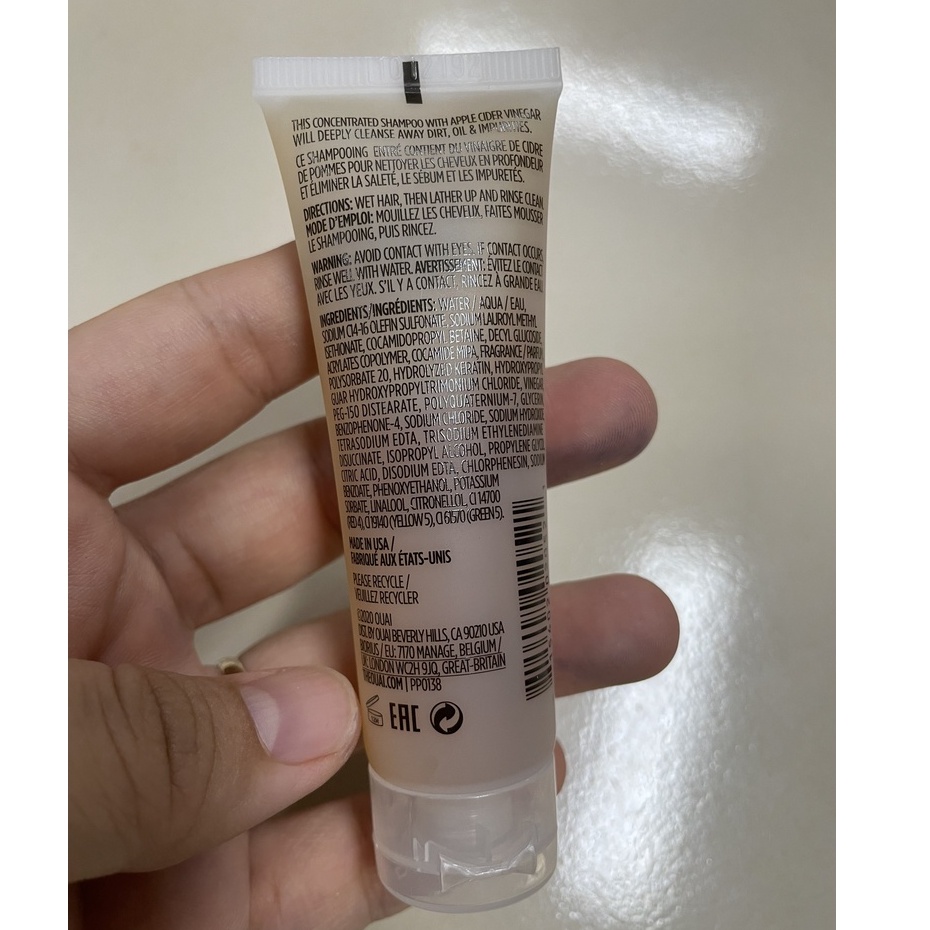 THIS CONCENTRATED SHAMPOO WITH APPLE CIDER VINEGAR
WILL DEEPLY CLEANSE AWAY DIRT, OIL & IMPURITIES.
CE SHAMPOOING ENTRÉ CONTIENT DU VINAIGRE DE CIDRE
DE POMMES POUR NETTOYER LES CHEVEUX EN PROFONDEUR
ET ÉLIMINER LA SALETÉ, LE SÉBUM ET LES IMPURETÉS.
DIRECTIONS: WET HAIR, THEN LATHER UP AND RINSE CLEAN.
MODE D'EMPLOI: MOUILLEZ LES CHEVEUX, FAITES MOUSSER
LE SHAMPOOING, PUIS RINCEZ.
WARNING: AVOID CONTACT WITH EYES. IF CONTACT OCCURS,
RINSE WELL WITH WATER. AVERTISSEMENT: ÉVITEZ LE CONTACT
AVEC LES YEUX. S'IL Y A CONTACT, RINCEZ À GRANDE EAU
INGREDIENTS/INGRÉDIENTS: WATER / AQUA / EAU,
SODIUM C14-16 OLEFIN SULFONATE, SODIUM LAUROYL METHYL
ISETHIONATE, COCAMIDOPROPYL BETAINE, DECYL GLUCOSIDE,
ACRYLATES COPOLYMER, COCAMIDE MIPA, FRAGRANCE / PARFUM
POLYSORBATE 20, HYDROLYZED KERATIN, HYDROXYPROPYL
GUAR HYDROXYPROPYLTRIMONIUM CHLORIDE, VINEGAR,
PEG-150 DISTEARATE, POLYQUATERNIUM-7, GLYCERIN,
BENZOPHENONE-4, SODIUM CHLORIDE, SODIUM HYDROXIDE
TETRASODIUM EDTA, TRISODIUM ETHYLENEDIAMINE
DISUCCINATE, ISOPROPYL ALCOHOL, PROPYLENE GLYCOL
CITRIC ACID, DISODIUM EDTA, CHLORPHENESIN, SODIUM
BENZOATE, PHENOXYETHANOL, POTASSIUM
SORBATE, LINALOOL, CITRONELLOL, CI 14700
(RED 4), CI 19140 (YELLOW 5), CI 61570 (GREEN 5).
MADE IN USA /
FABRIQUÉ AUX ÉTATS-UNIS
PLEASE RECYCLE /
VEUILLEZ RECYCLER
©2020 OUAI
DIST. BY OUAI BEVERLY HILLS, CA 90210 USA
BIORIUS / EU: 7170 MANAGE, BELGIUM /
UK: LONDON WC2H 9JQ, GREAT-BRITAIN
THEOUAI.COM | PP0138
EAC